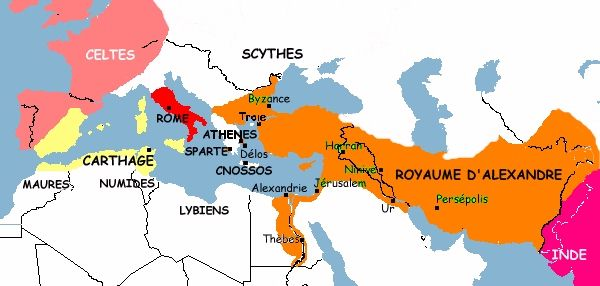 CELTES
SCYTHES
Byzance
ROME
Troie
ATHENES
SPARTE
Délos
CNOSSOS
CARTHAGE
MAURES
NUMIDES
LYBIENS
Harran
Ninive
ROYAUME D'ALEXANDRE
Alexandrie
Jérusalem
Ur
Persépolis
Thèbes
INDE